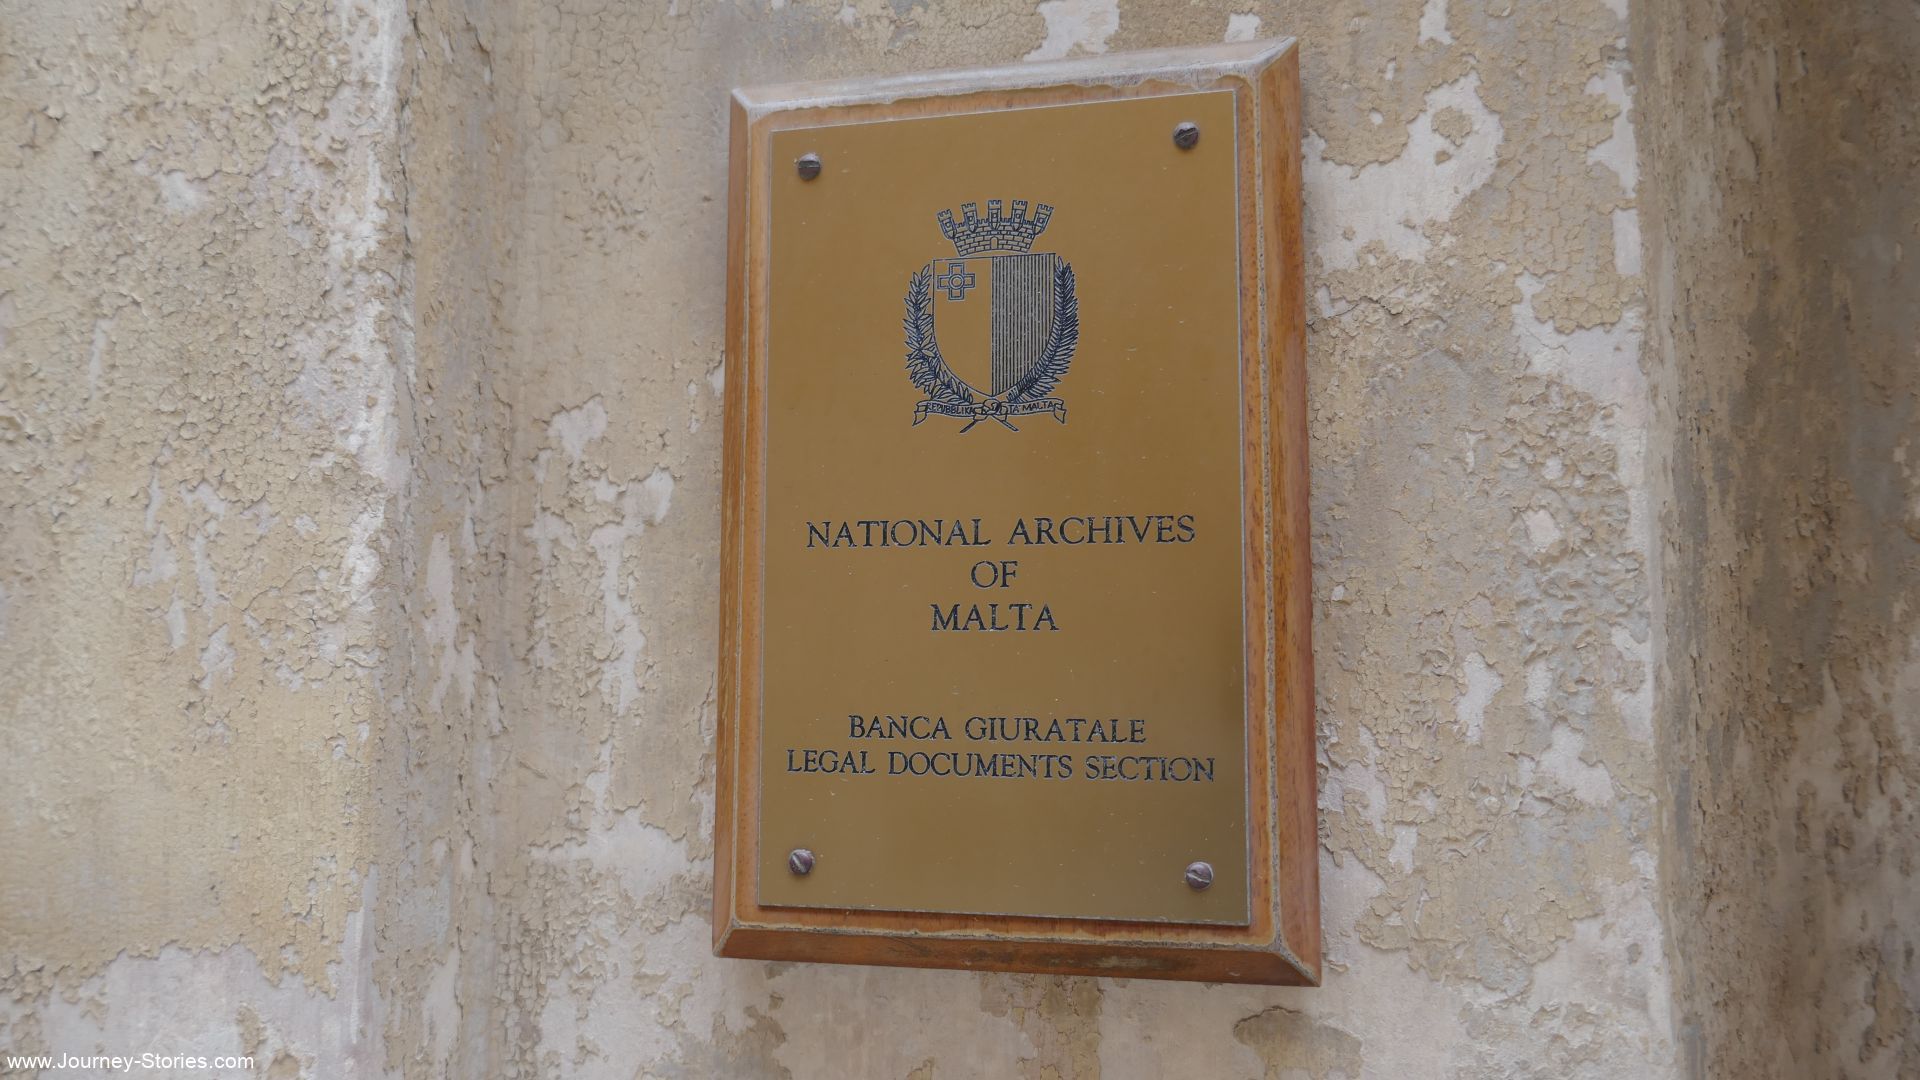 REPUBBLIKA TA MALTA
NATIONAL ARCHIVES
OF
MALTA
BANCA GIURATALE
LEGAL DOCUMENTS SECTION
www.Journey-Stories.com